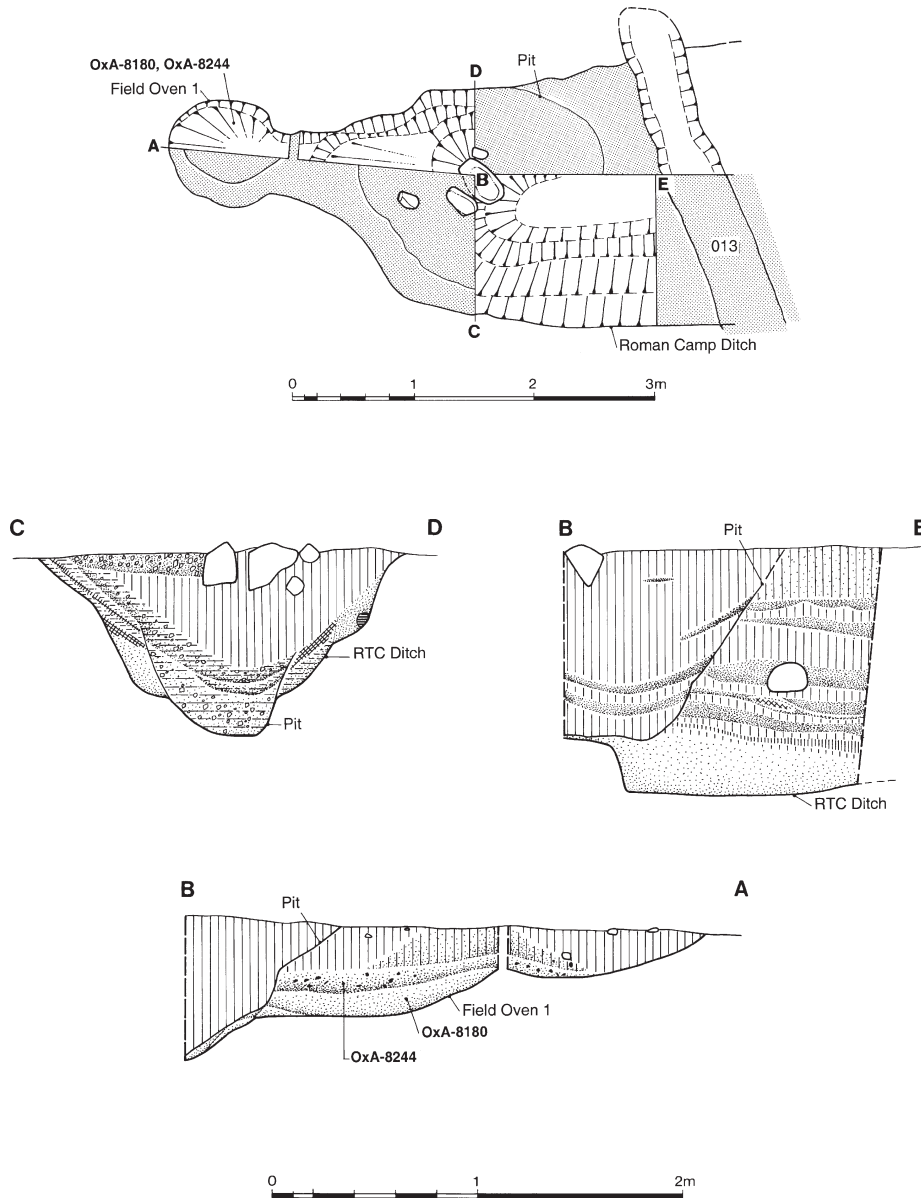 OxA-8180, OxA-8244
Field Oven 1
D
Pit
A
B
E
013
C
Roman Camp Ditch
0 1 2 3m
C D
RTC Ditch
Pit
B E
Pit
RTC Ditch
B A
Pit
Field Oven 1
OxA-8180
OxA-8244
0 1 2m